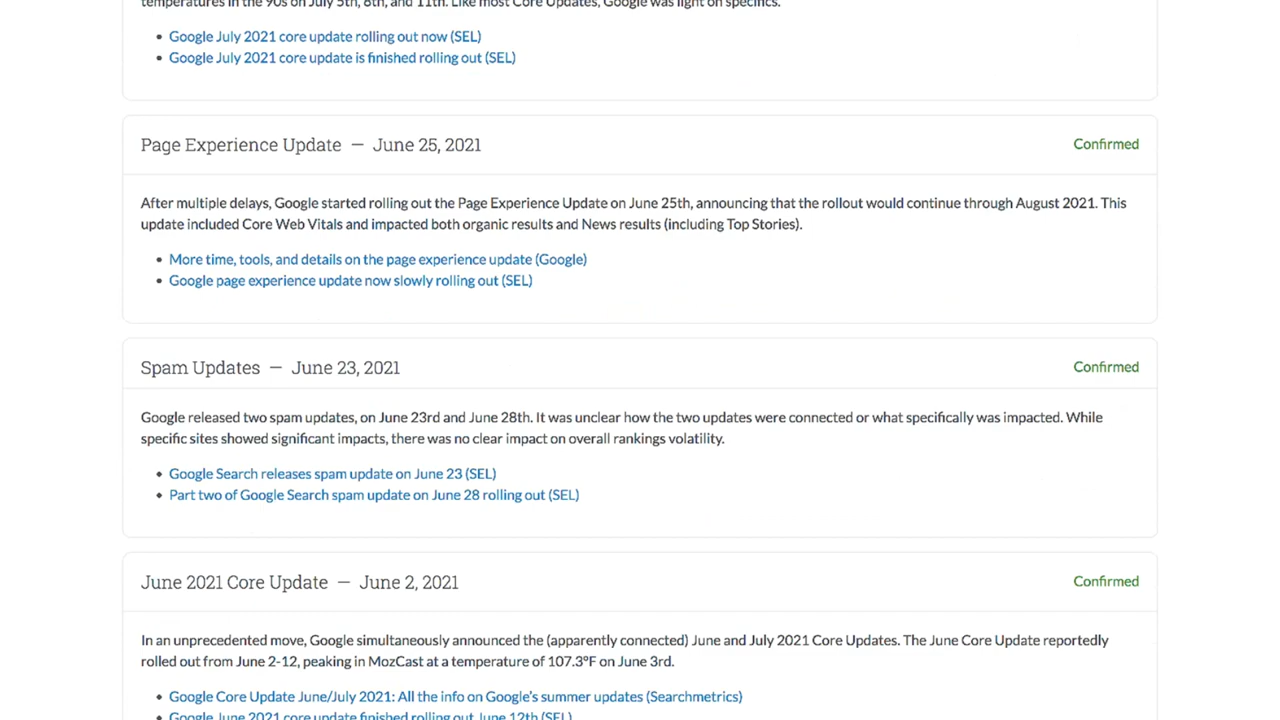 temperatures in the 90s on July 5th, 8th, and 11th. Like most Core Updates, Google was light on specifics.
• Google July 2021 core update rolling out now (SEL)
• Google July 2021 core update is finished rolling out (SEL)
Page Experience Update — June 25, 2021
Confirmed
After multiple delays, Google started rolling out the Page Experience Update on June 25th, announcing that the rollout would continue through August 2021. This
update included Core Web Vitals and impacted both organic results and News results (including Top Stories).
• More time, tools, and details on the page experience update (Google)
• Google page experience update now slowly rolling out (SEL)
Spam Updates — June 23, 2021
Confirmed
Google released two spam updates, on June 23rd and June 28th. It was unclear how the two updates were connected or what specifically was impacted. While
specific sites showed significant impacts, there was no clear impact on overall rankings volatility.
• Google Search releases spam update on June 23 (SEL)
• Part two of Google Search spam update on June 28 rolling out (SEL)
June 2021 Core Update — June 2, 2021
Confirmed
In an unprecedented move, Google simultaneously announced the (apparently connected) June and July 2021 Core Updates. The June Core Update reportedly
rolled out from June 2-12, peaking in MozCast at a temperature of 107.3°F on June 3rd.
• Google Core Update June/July 2021: All the info on Google's summer updates (Searchmetrics)
• Google June 2021 core update finished rolling out June 12th (SEL)